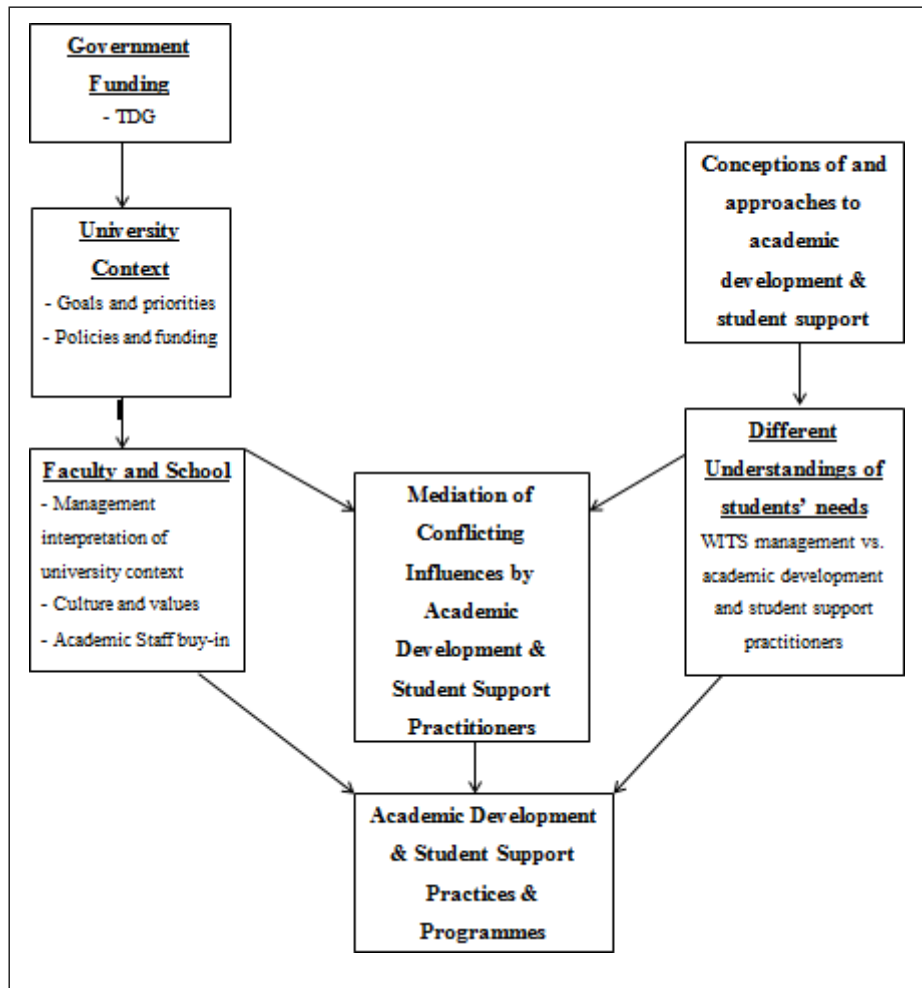 Government
Funding
- TDG
University
Context
- Goals and priorities
- Policies and funding
Faculty and School
- Management
interpretation of
university context
- Culture and values
- Academic Staff buy-in
Conceptions of and
approaches to
academic
development &
student support
Different
Understandings of
students’ needs
WITS management vs.
academic development
and student support
practitioners
Mediation of
Conflicting
Influences by
Academic
Development &
Student Support
Practitioners
Academic Development
& Student Support
Practices &
Programmes